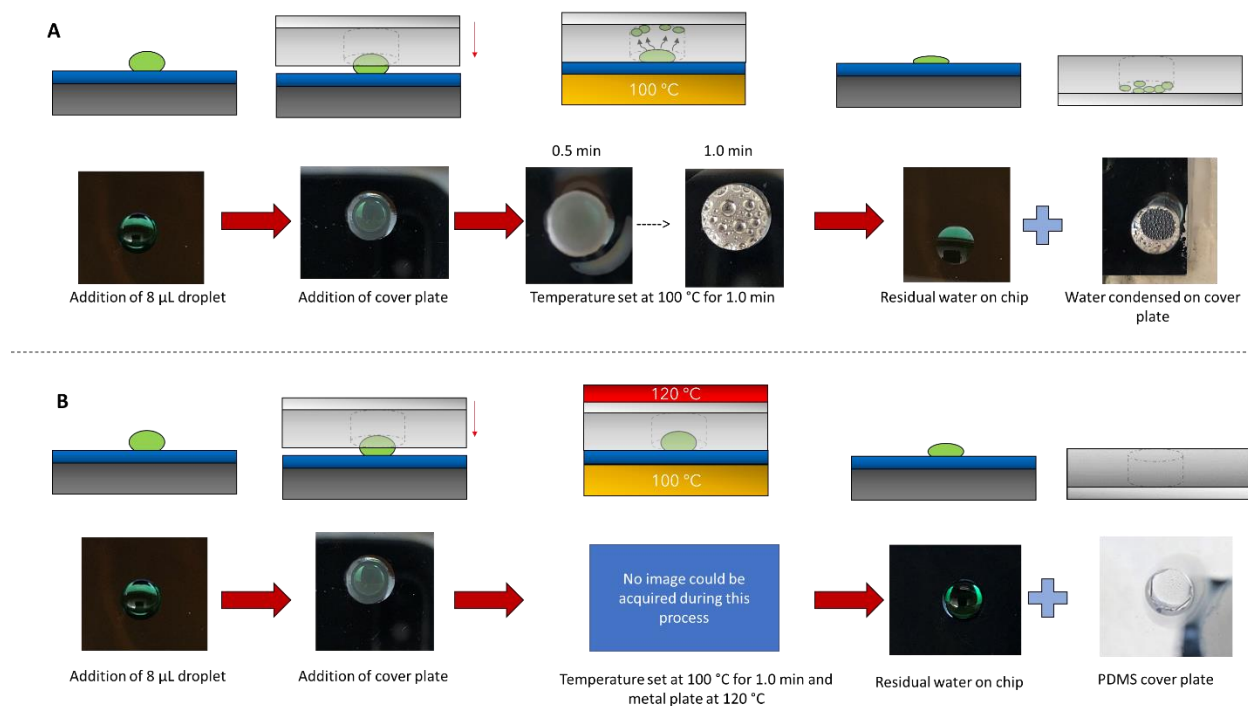 A
100 °C
0.5 min
1.0 min
Addition of 8 µL droplet
Addition of cover plate
Temperature set at 100 °C for 1.0 min
Residual water on chip
Water condensed on cover
plate
B
120 °C
100 °C
No image could be
acquired during this
process
Addition of 8 µL droplet
Addition of cover plate
Temperature set at 100 °C for 1.0 min and
metal plate at 120 °C
Residual water on chip
PDMS cover plate